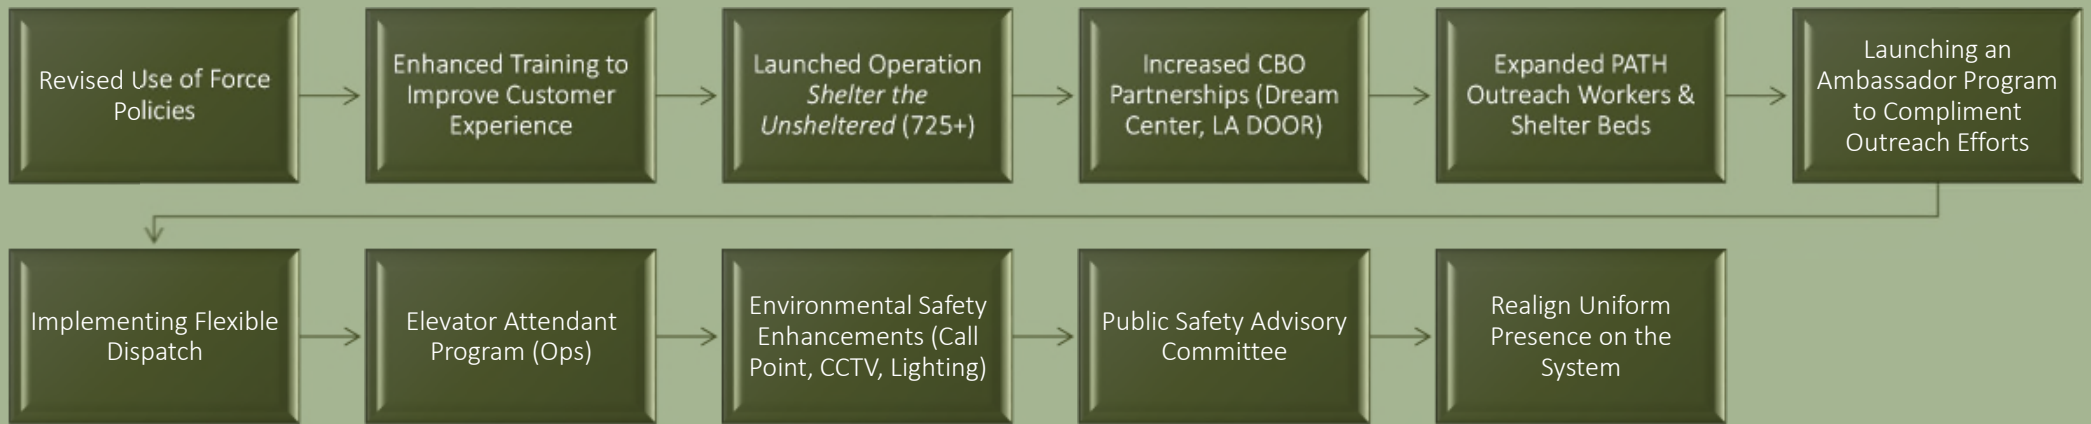 Revised Use of Force
Policies
Enhanced Training to
Improve Customer
Experience
Launched Operation
Shelter the
Unsheltered (725+)
Increased CBO
Partnerships (Dream
Center, LA DOOR)
Expanded PATH
Outreach Workers &
Shelter Beds
Launching an
Ambassador Program
to Compliment
Outreach Efforts
Implementing Flexible
Dispatch
Elevator Attendant
Program (Ops)
Environmental Safety
Enhancements (Call
Point, CCTV, Lighting)
Public Safety Advisory
Committee
Realign Uniform
Presence on the
System